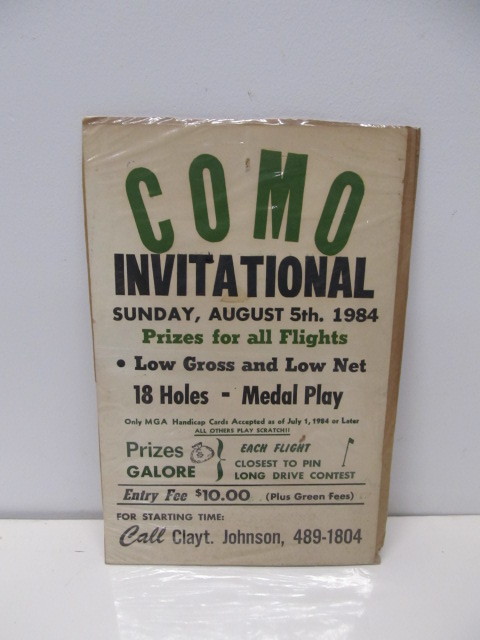 COMO
INVITATIONAL
SUNDAY, AUGUST 5th. 1984
Prizes for all Flights
• Low Gross and Low Net
18 Holes - Medal Play
Only MGA Handicap Cards Accepted as of July 1, 1984 or Later
ALL OTHERS PLAY SCRATCH!!
Prizes
GALORE
EACH FLIGHT
CLOSEST TO PIN
LONG DRIVE CONTEST
Entry Fee $10.00 (Plus Green Fees)
FOR STARTING TIME:
Call Clayt. Johnson, 489-1804